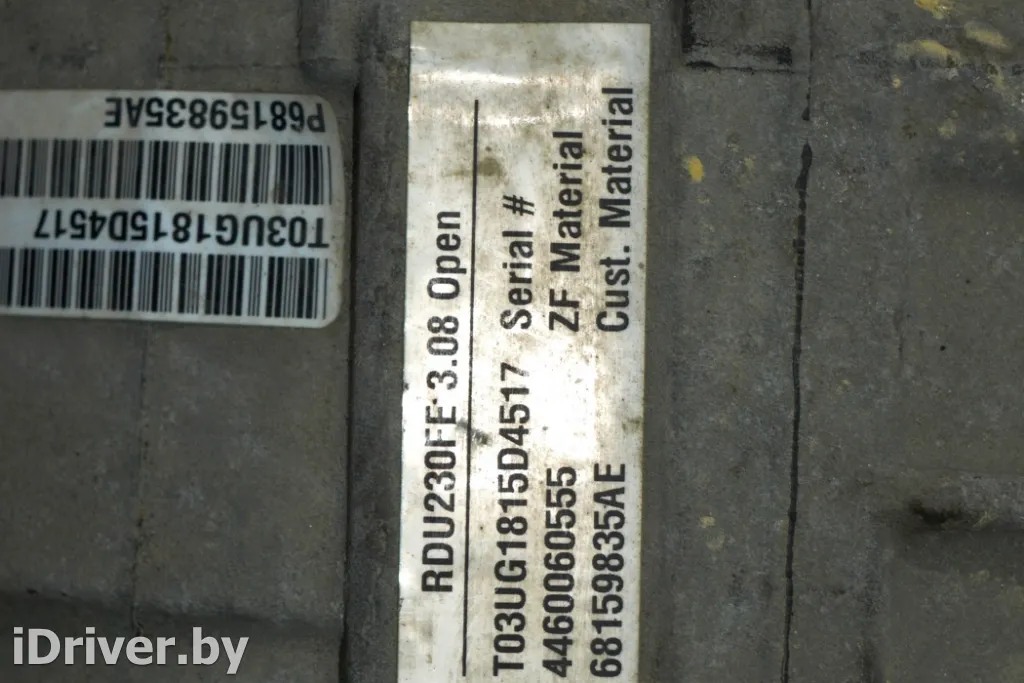 P68159835AE
T03UG1815D4517
RDU230FE 3.08 Open
T03UG1815D4517 Serial #
4460060555 ZF Material
68159835AE Cust. Material
iDriver.by